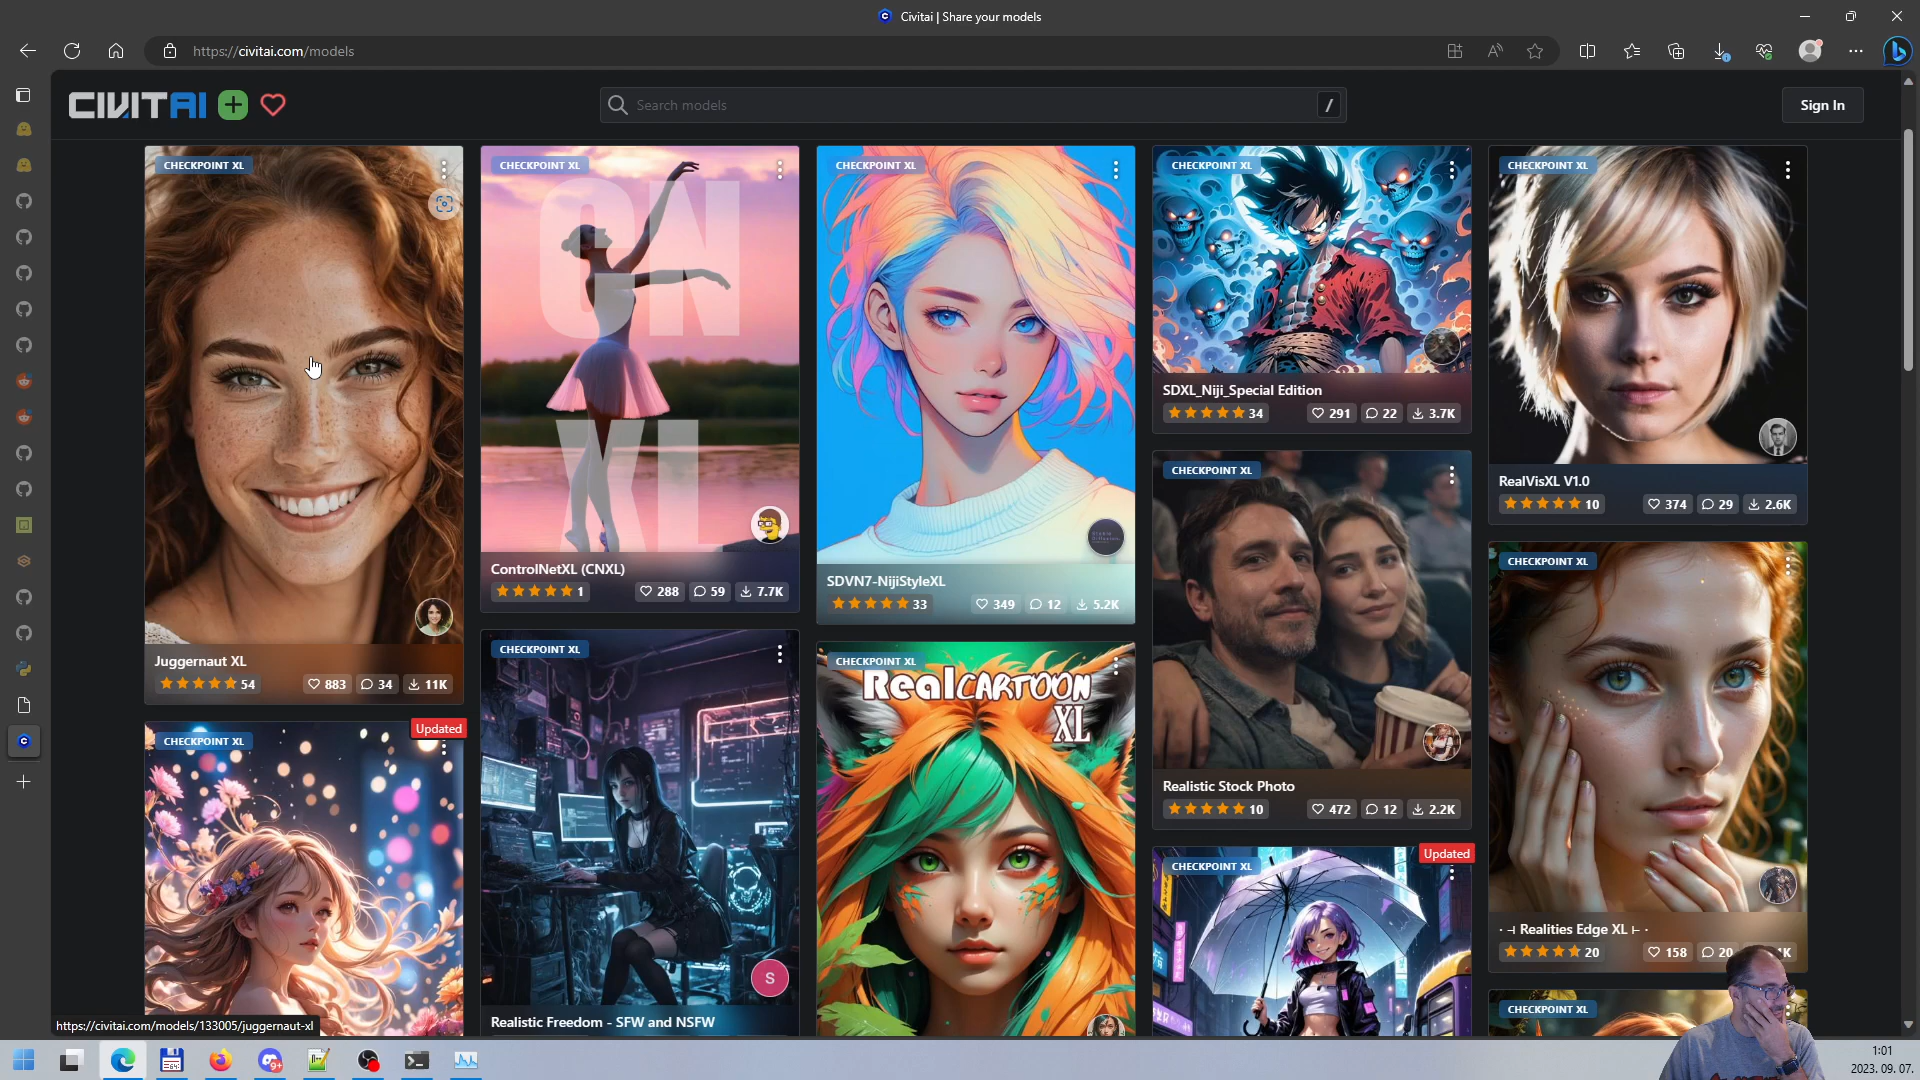 Civitai | Share your models
https://civitai.com/models
CIVITAI
Search models
/
Sign In
CHECKPOINT XL
Juggernaut XL
54
883
34
11K
CHECKPOINT XL
CN
XL
ControlNetXL (CNXL)
1
288
59
7.7K
CHECKPOINT XL
SDVN7-NijiStyleXL
33
349
12
5.2K
CHECKPOINT XL
SDXL_Niji_Special Edition
34
291
22
3.7K
CHECKPOINT XL
RealVisXL V1.0
10
374
29
2.6K
Updated
CHECKPOINT XL
CHECKPOINT XL
S
Realistic Freedom - SFW and NSFW
CHECKPOINT XL
RealCARTOON
XL
CHECKPOINT XL
Realistic Stock Photo
10
472
12
2.2K
Updated
CHECKPOINT XL
CHECKPOINT XL
· ⊣ Realities Edge XL ⊢ ·
20
158
20
CHECKPOINT XL
https://civitai.com/models/133005/juggernaut-xl
9+
1:01
2023. 09. 07.